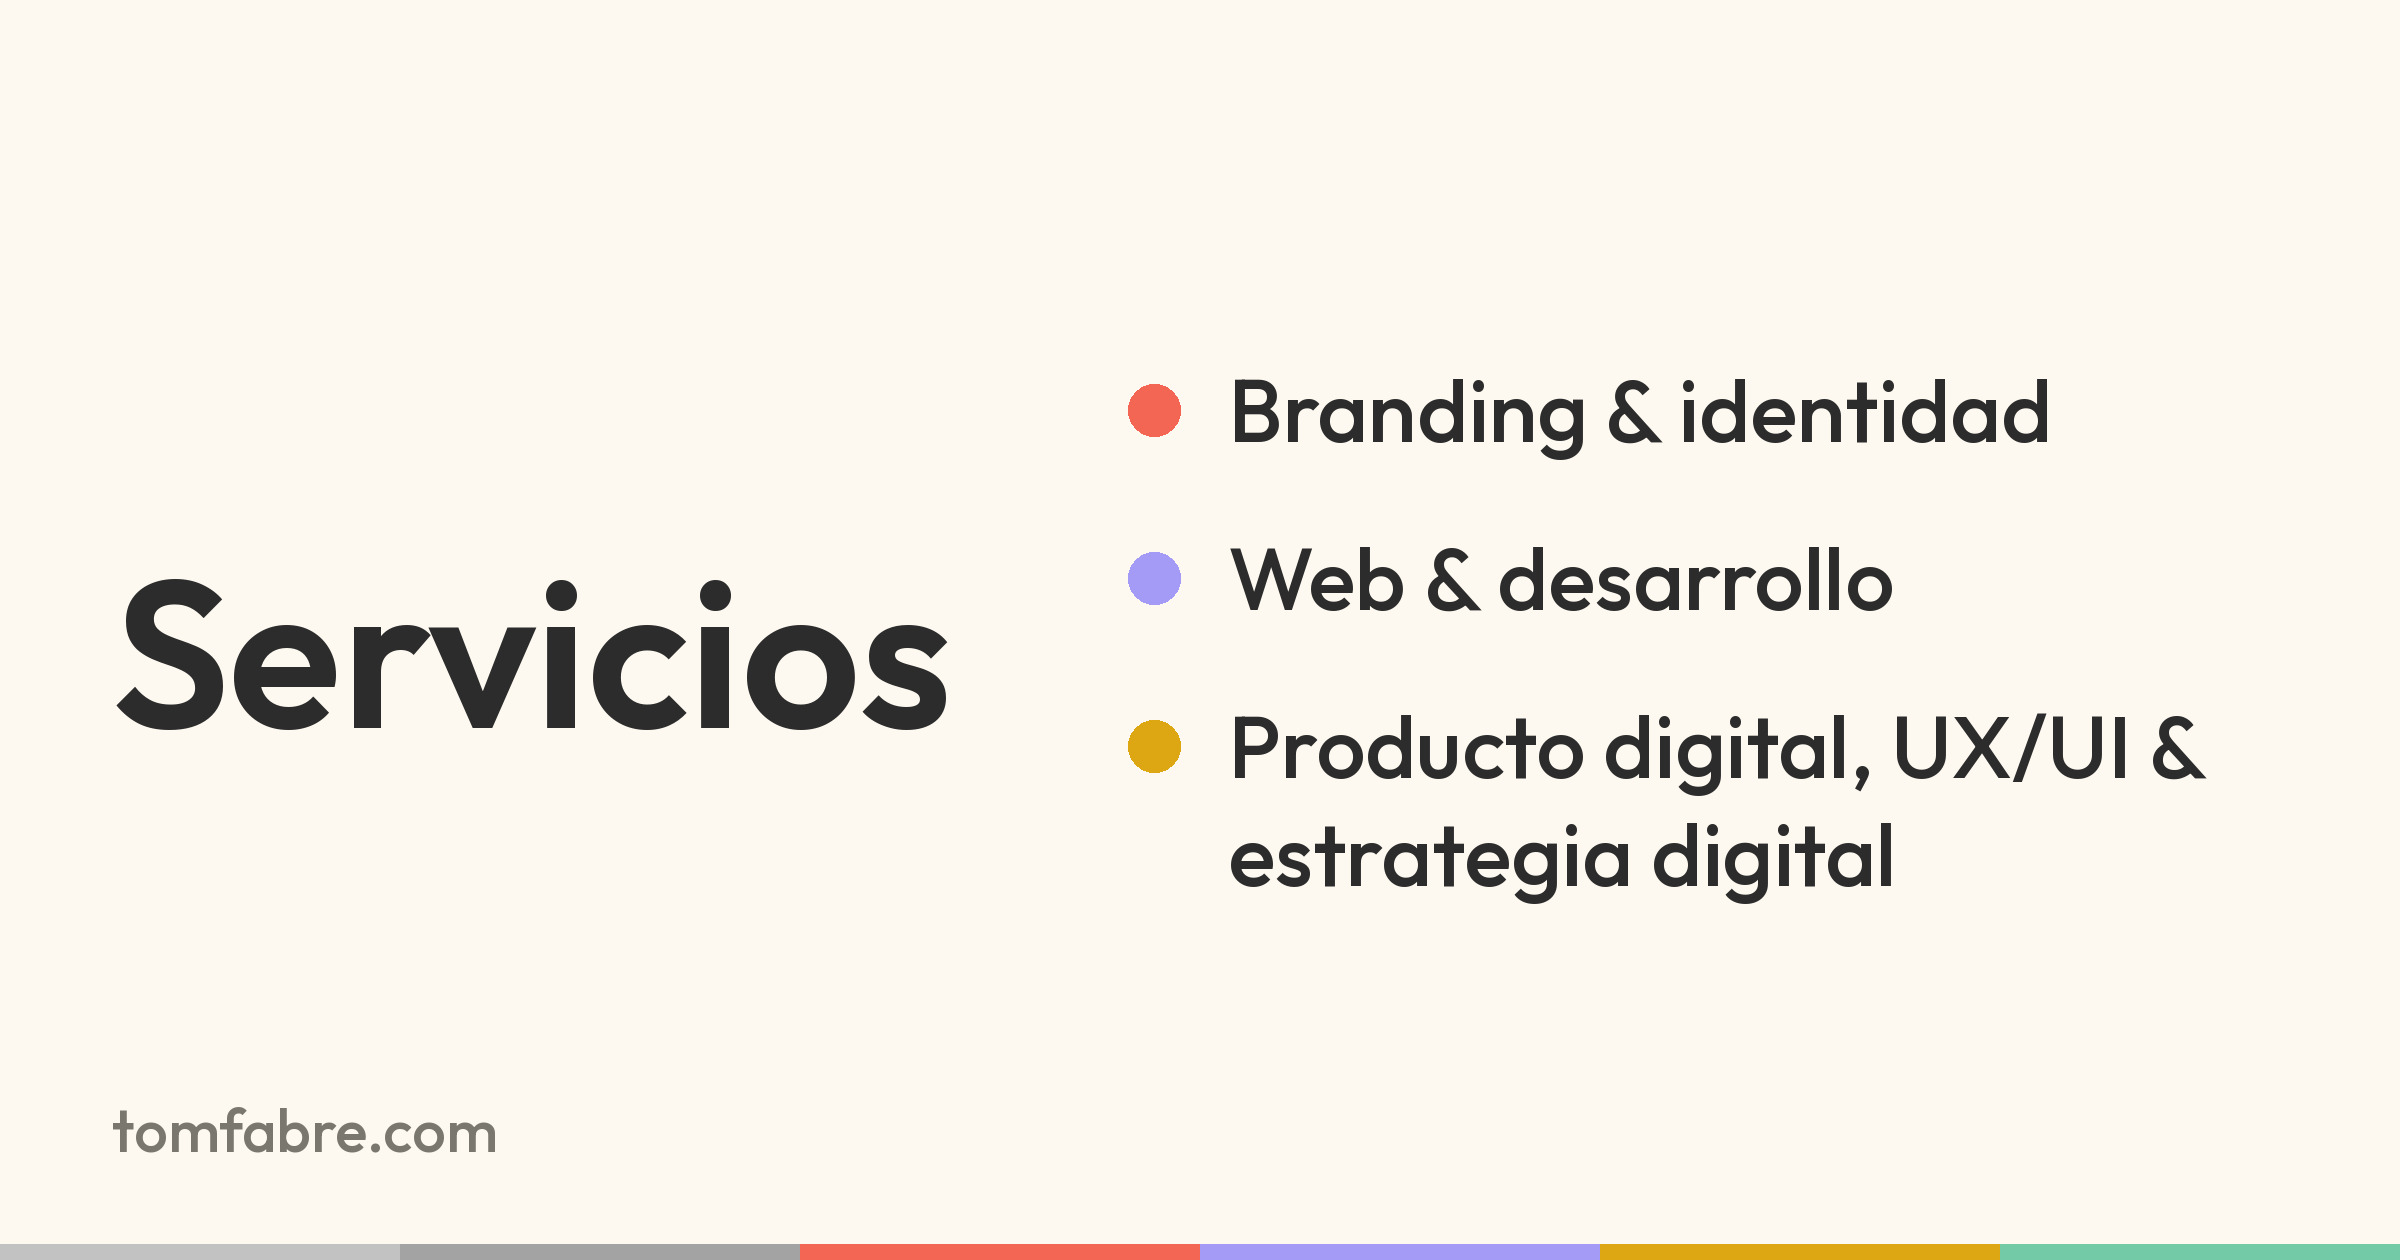 Servicios
Branding & identidad
Web & desarrollo
Producto digital, UX/UI &
estrategia digital
tomfabre.com